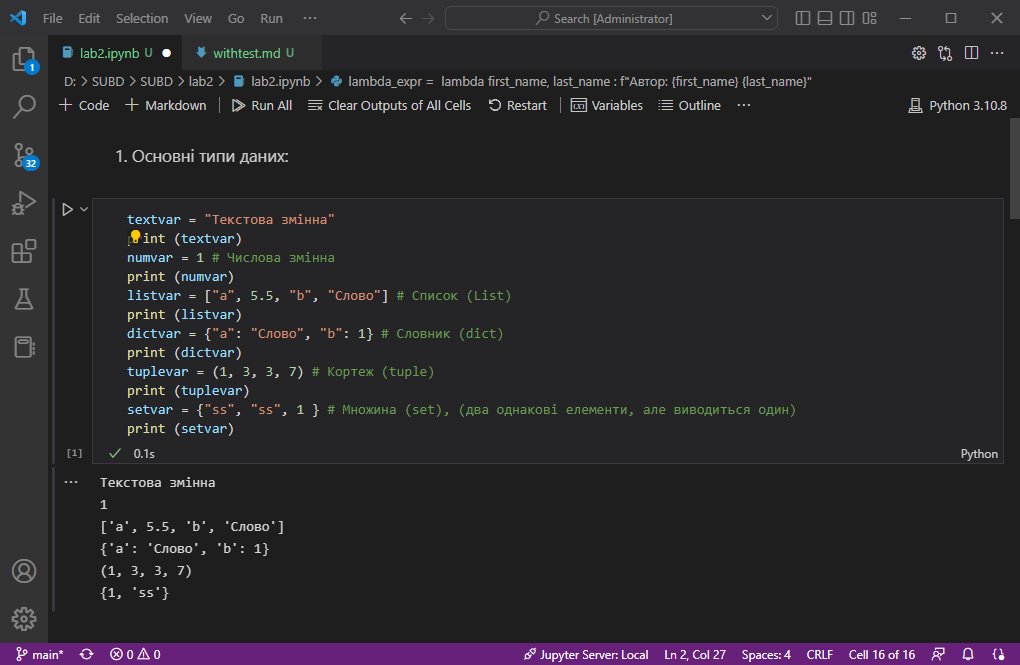 File Edit Selection View Go Run ··· Search [Administrator]
lab2.ipynb U withtest.md U
D: > SUBD > SUBD > lab2 > lab2.ipynb > lambda_expr = lambda first_name, last_name : f"Автор: {first_name} {last_name}"
+ Code + Markdown Run All Clear Outputs of All Cells Restart Variables Outline ··· Python 3.10.8
1
32
1. Основні типи даних:
textvar = "Текстова змінна"
print (textvar)
numvar = 1 # Числова змінна
print (numvar)
listvar = ["a", 5.5, "b", "Слово"] # Список (List)
print (listvar)
dictvar = {"a": "Слово", "b": 1} # Словник (dict)
print (dictvar)
tuplevar = (1, 3, 3, 7) # Кортеж (tuple)
print (tuplevar)
setvar = {"ss", "ss", 1 } # Множина (set), (два однакові елементи, але виводиться один)
print (setvar)
[1] 0.1s Python
··· Текстова змінна
1
['a', 5.5, 'b', 'Слово']
{'a': 'Слово', 'b': 1}
(1, 3, 3, 7)
{1, 'ss'}
main* 0 0 Jupyter Server: Local Ln 2, Col 27 Spaces: 4 CRLF Cell 16 of 16